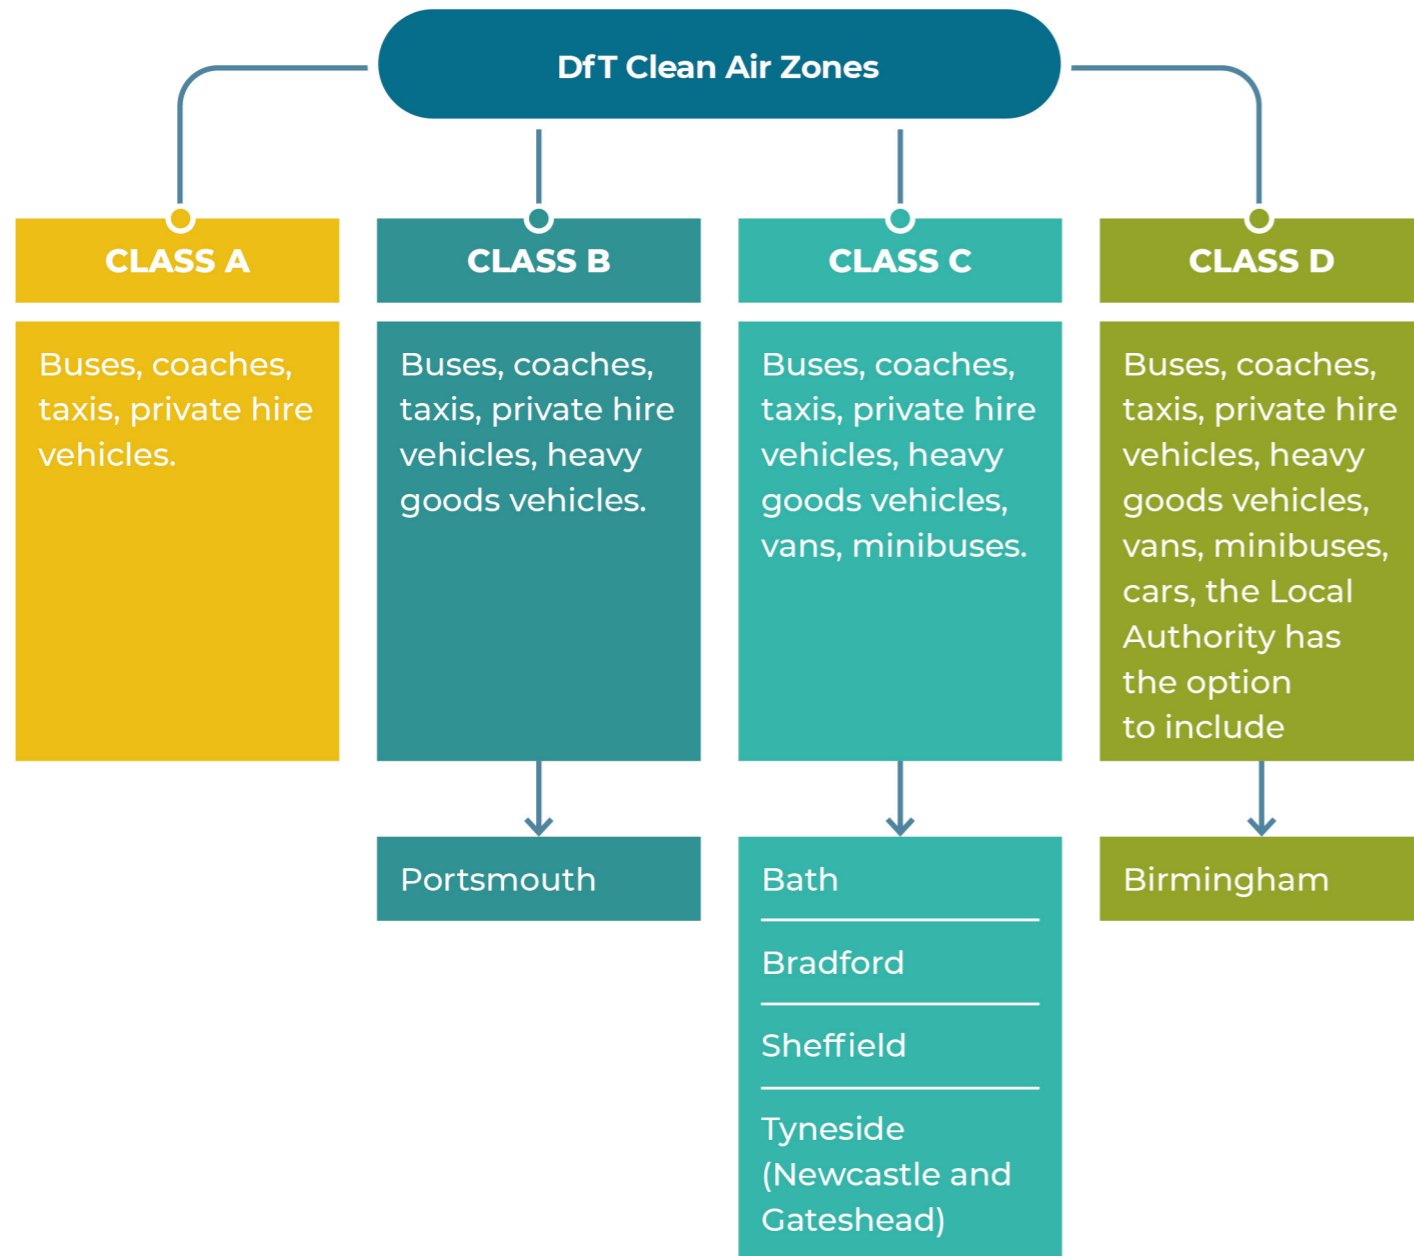 DfT Clean Air Zones
CLASS A
Buses, coaches,
taxis, private hire
vehicles.
CLASS B
Buses, coaches,
taxis, private hire
vehicles, heavy
goods vehicles.
Portsmouth
CLASS C
Buses, coaches,
taxis, private hire
vehicles, heavy
goods vehicles,
vans, minibuses.
Bath
Bradford
Sheffield
Tyneside
(Newcastle and
Gateshead)
CLASS D
Buses, coaches,
taxis, private hire
vehicles, heavy
goods vehicles,
vans, minibuses,
cars, the Local
Authority has
the option
to include
Birmingham